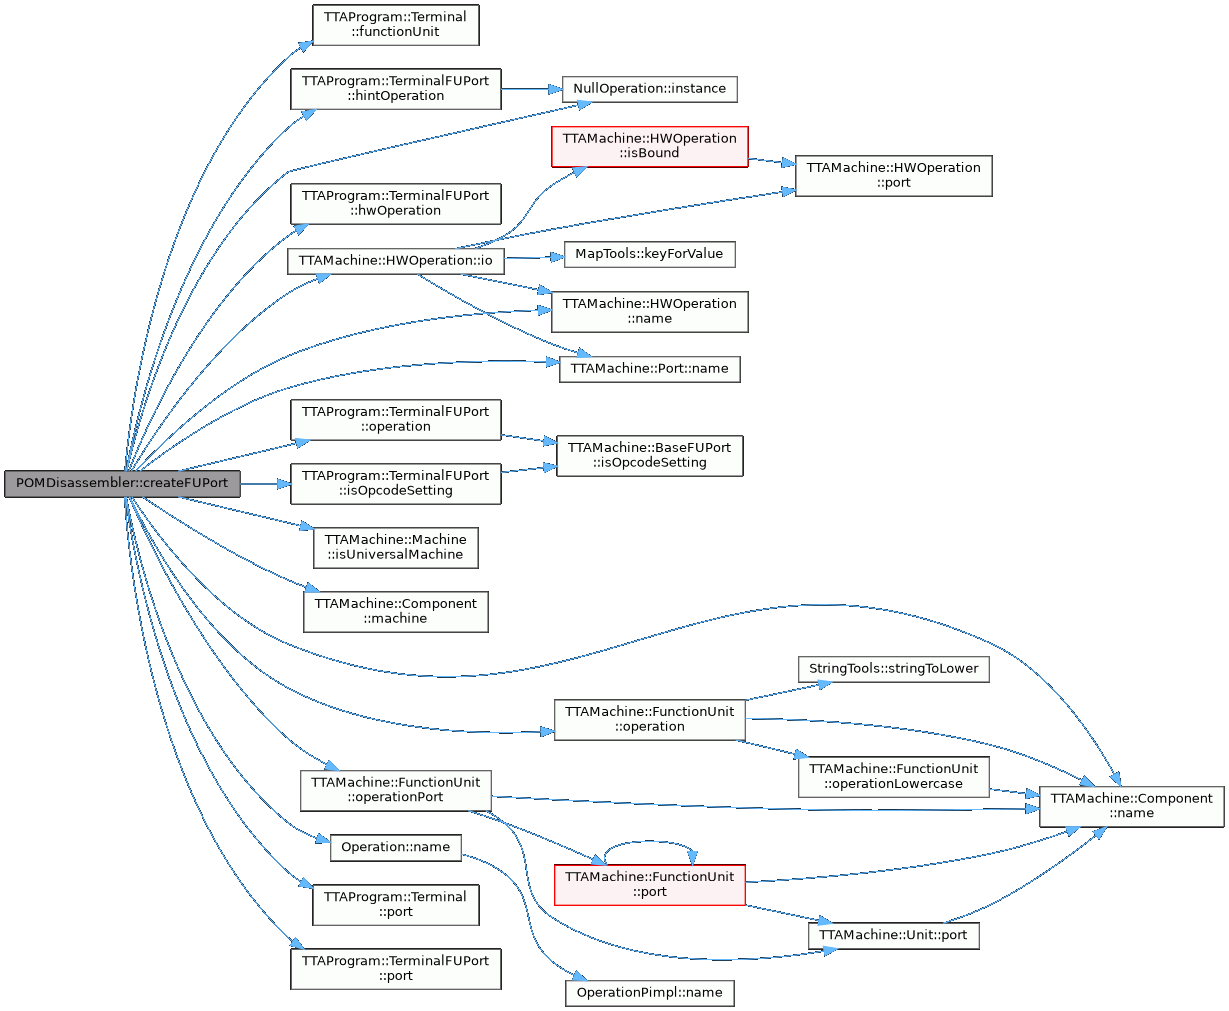 TTAProgram::Terminal
::functionUnit
TTAProgram::TerminalFUPort
::hintOperation
NullOperation::instance
TTAMachine::HWOperation
::isBound
TTAMachine::HWOperation
::port
TTAProgram::TerminalFUPort
::hwOperation
TTAMachine::HWOperation::io
MapTools::keyForValue
TTAMachine::HWOperation
::name
TTAMachine::Port::name
TTAProgram::TerminalFUPort
::operation
TTAMachine::BaseFUPort
::isOpcodeSetting
POMDisassembler::createFUPort
TTAProgram::TerminalFUPort
::isOpcodeSetting
TTAMachine::Machine
::isUniversalMachine
TTAMachine::Component
::machine
StringTools::stringToLower
TTAMachine::FunctionUnit
::operation
TTAMachine::FunctionUnit
::operationLowercase
TTAMachine::FunctionUnit
::operationPort
TTAMachine::Component
::name
Operation::name
TTAMachine::FunctionUnit
::port
TTAProgram::Terminal
::port
TTAMachine::Unit::port
TTAProgram::TerminalFUPort
::port
OperationPimpl::name